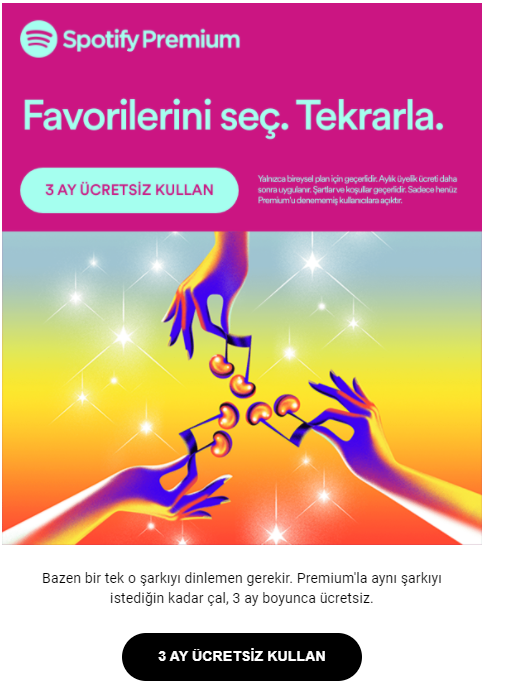 Spotify Premium
Favorilerini seç. Tekrarla.
3 AY ÜCRETSİZ KULLAN
Yalnızca bireysel plan için geçerlidir. Aylık üyelik ücreti daha
sonra uygulanır. Şartlar ve koşullar geçerlidir. Sadece henüz
Premium'u denememiş kullanıcılara açıktır.
Bazen bir tek o şarkıyı dinlemen gerekir. Premium'la aynı şarkıyı
istediğin kadar çal, 3 ay boyunca ücretsiz.
3 AY ÜCRETSİZ KULLAN